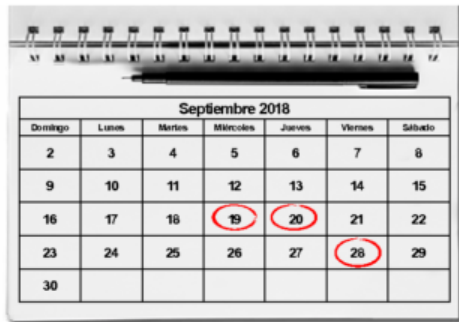 Septiembre 2018
Domingo Lunes Martes Miércoles Jueves Viernes Sábado
2 3 4 5 6 7 8
9 10 11 12 13 14 15
16 17 18 19 20 21 22
23 24 25 26 27 28 29
30